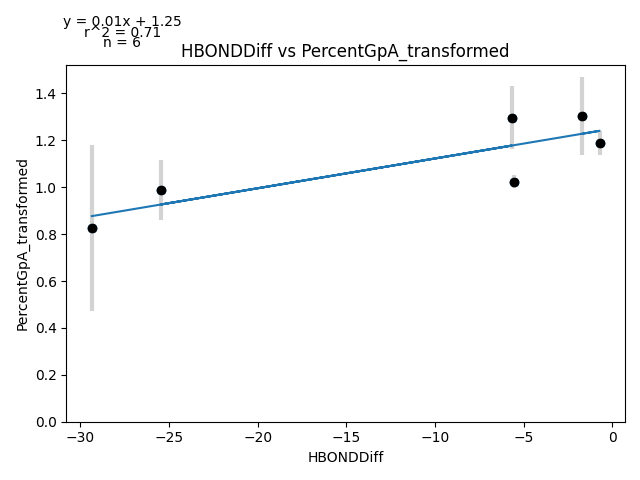 y = 0.01x + 1.25
r^2 = 0.71
n = 6
HBONDDiff vs PercentGpA_transformed
PercentGpA_transformed
1.4
1.2
1.0
0.8
0.6
0.4
0.2
0.0
−30
−25
−20
−15
−10
−5
0
HBONDDiff